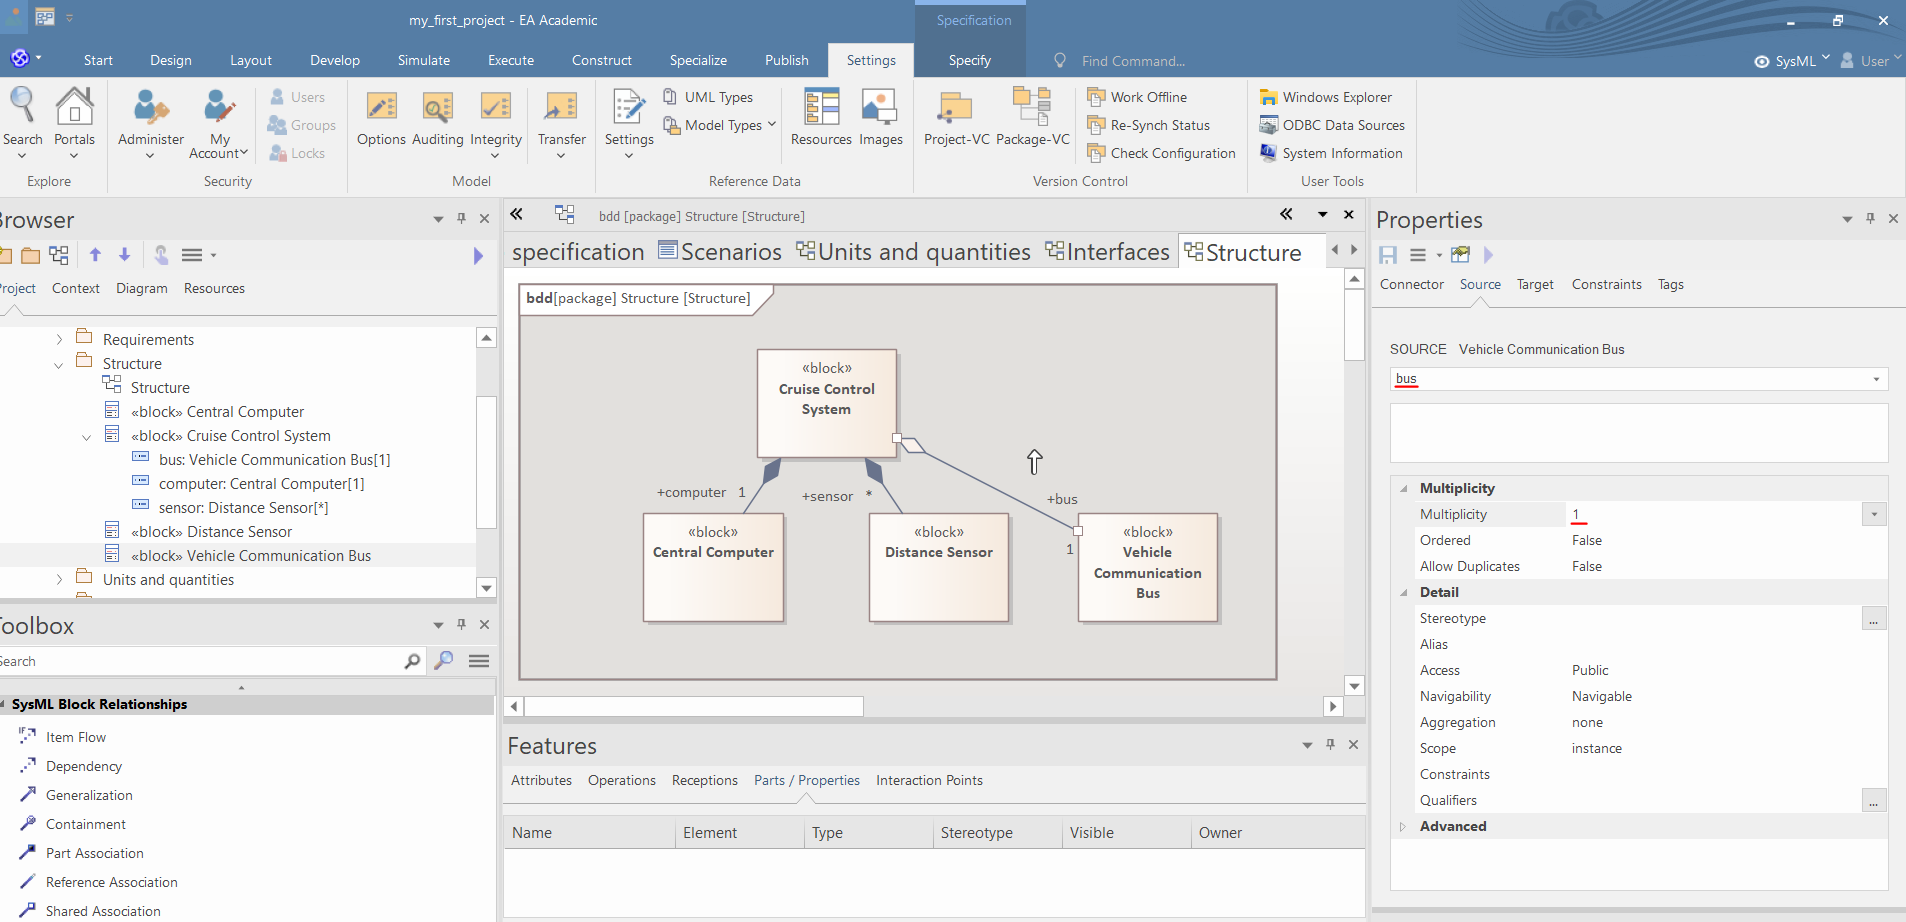 my_first_project - EA Academic
Specification
Start Design Layout Develop Simulate Execute Construct Specialize Publish Settings Specify Find Command... SysML User
Search
Portals
Explore
Administer
My Account
Users
Groups
Locks
Security
Options
Auditing
Integrity
Transfer
Model
Settings
UML Types
Model Types
Resources
Images
Reference Data
Project-VC
Package-VC
Work Offline
Re-Synch Status
Check Configuration
Version Control
Windows Explorer
ODBC Data Sources
System Information
User Tools
Browser
Project Context Diagram Resources
Requirements
Structure
Structure
«block» Central Computer
«block» Cruise Control System
bus: Vehicle Communication Bus[1]
computer: Central Computer[1]
sensor: Distance Sensor[*]
«block» Distance Sensor
«block» Vehicle Communication Bus
Units and quantities
Toolbox
Search
SysML Block Relationships
IF
Item Flow
Dependency
Generalization
Containment
Part Association
Reference Association
Shared Association
bdd [package] Structure [Structure]
specification Scenarios Units and quantities Interfaces Structure
bdd[package] Structure [Structure]
«block»
Cruise Control
System
+computer 1
+sensor *
+bus
1
«block»
Central Computer
«block»
Distance Sensor
«block»
Vehicle
Communication
Bus
Features
Attributes Operations Receptions Parts / Properties Interaction Points
Name Element Type Stereotype Visible Owner
Properties
Connector Source Target Constraints Tags
SOURCE Vehicle Communication Bus
bus
Multiplicity
Multiplicity 1
Ordered False
Allow Duplicates False
Detail
Stereotype ...
Alias
Access Public
Navigability Navigable
Aggregation none
Scope instance
Constraints
Qualifiers ...
Advanced